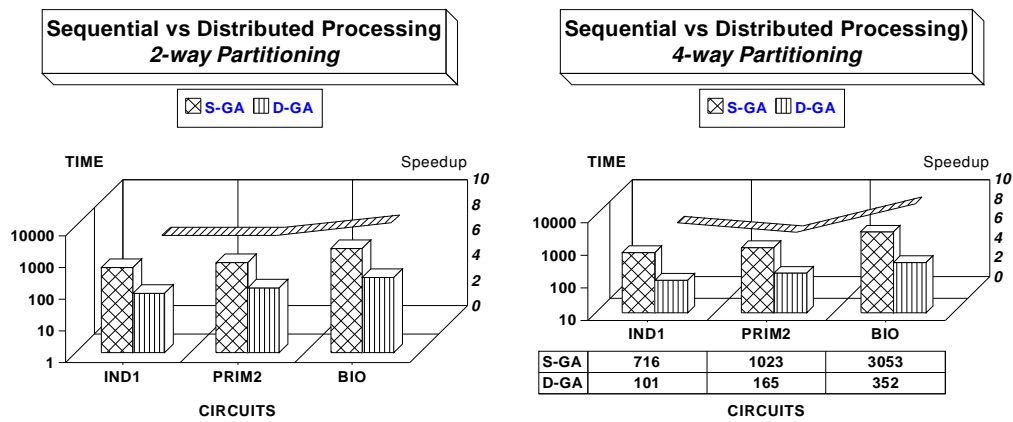 Sequential vs Distributed Processing
2-way Partitioning
S-GA D-GA
TIME Speedup
10
8
6
4
2
0
10000
1000
100
10
1
IND1 PRIM2 BIO
CIRCUITS
Sequential vs Distributed Processing)
4-way Partitioning
S-GA D-GA
TIME Speedup
10
8
6
4
2
0
10000
1000
100
10
IND1 PRIM2 BIO
S-GA 716 1023 3053
D-GA 101 165 352
CIRCUITS